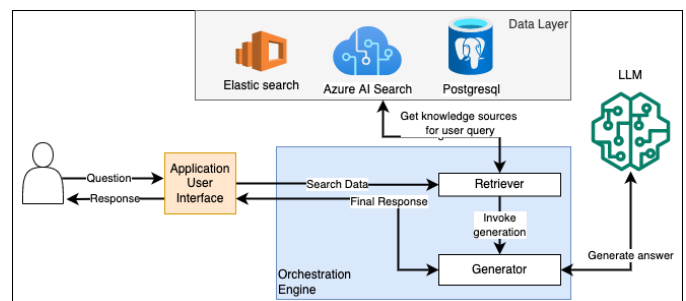 Data Layer
Elastic search
Azure AI Search
Postgresql
LLM
Get knowledge sources
for user query
Question
Response
Application
User
Interface
Search Data
Final Response
Retriever
Invoke
generation
Generator
Generate answer
Orchestration
Engine